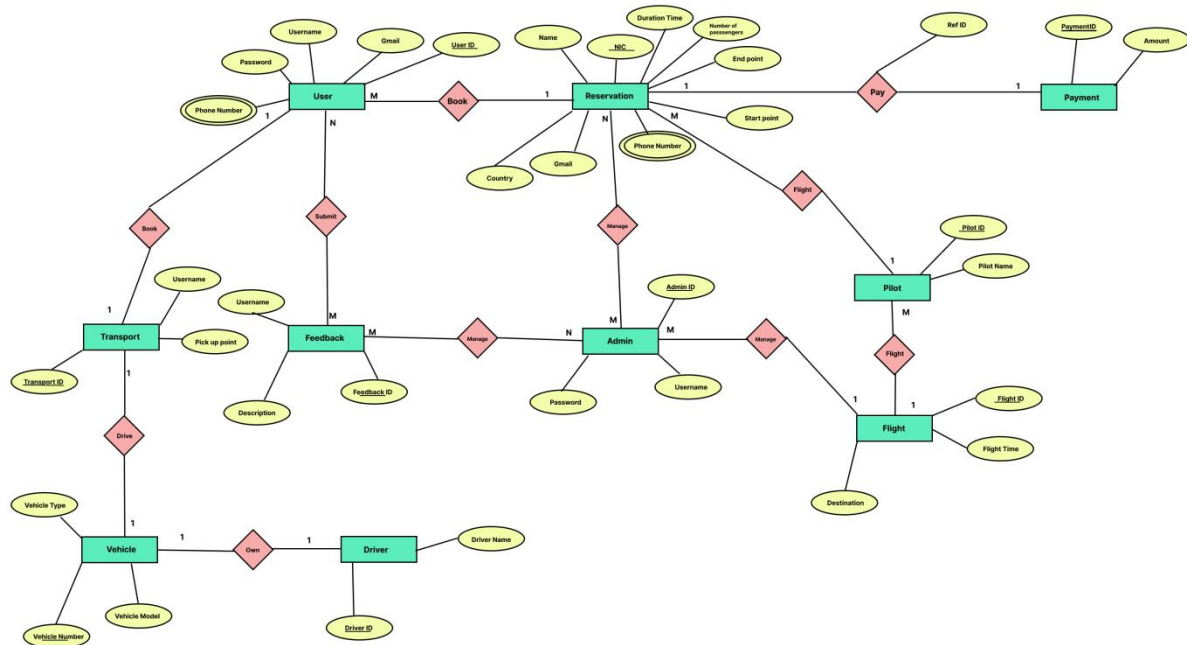 Duration Time
Ref ID
Username
Name
Number of
passsengers
PaymentID
Gmail
User ID
NIC
Amount
Password
End point
User
M
Book
1
Reservation
1
Pay
1
Payment
Phone Number
1
N
N
M
Start point
Phone Number
Gmail
Country
Flight
Book
Submit
Manage
Pilot ID
Username
Admin ID
1
Pilot Name
Pilot
1
Username
M
M
M
Transport
Pick up point
Feedback
M
Manage
N
Admin
M
Manage
Flight
1
Transport ID
Feedback ID
Username
Description
Password
1
1
Flight ID
Flight
Drive
Flight Time
Vehicle Type
Destination
1
Driver Name
Vehicle
1
Own
1
Driver
Vehicle Model
Vehicle Number
Driver ID